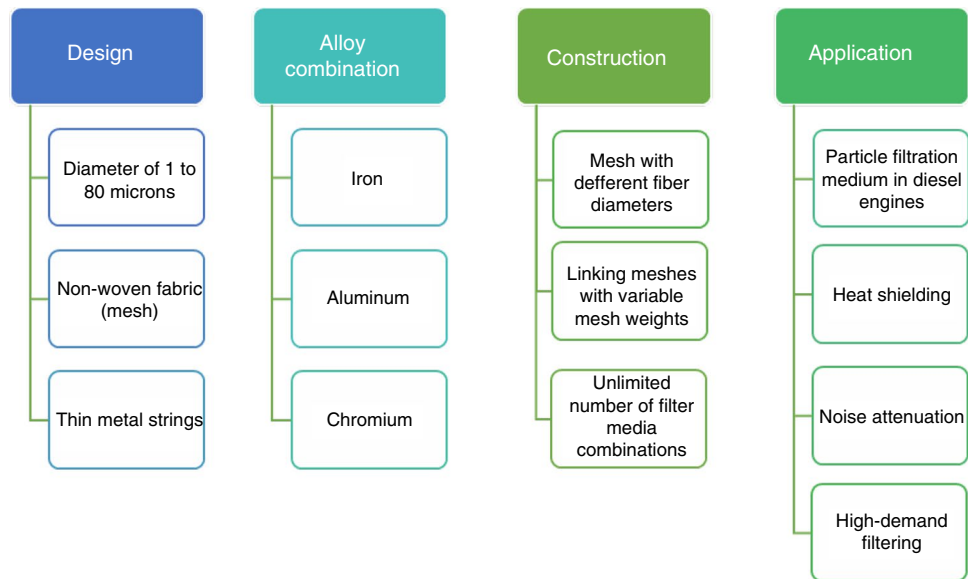 Design
Diameter of 1 to
80 microns
Non-woven fabric
(mesh)
Thin metal strings
Alloy
combination
Iron
Aluminum
Chromium
Construction
Mesh with
defferent fiber
diameters
Linking meshes
with variable
mesh weights
Unlimited
number of filter
media
combinations
Application
Particle filtration
medium in diesel
engines
Heat shielding
Noise attenuation
High-demand
filtering